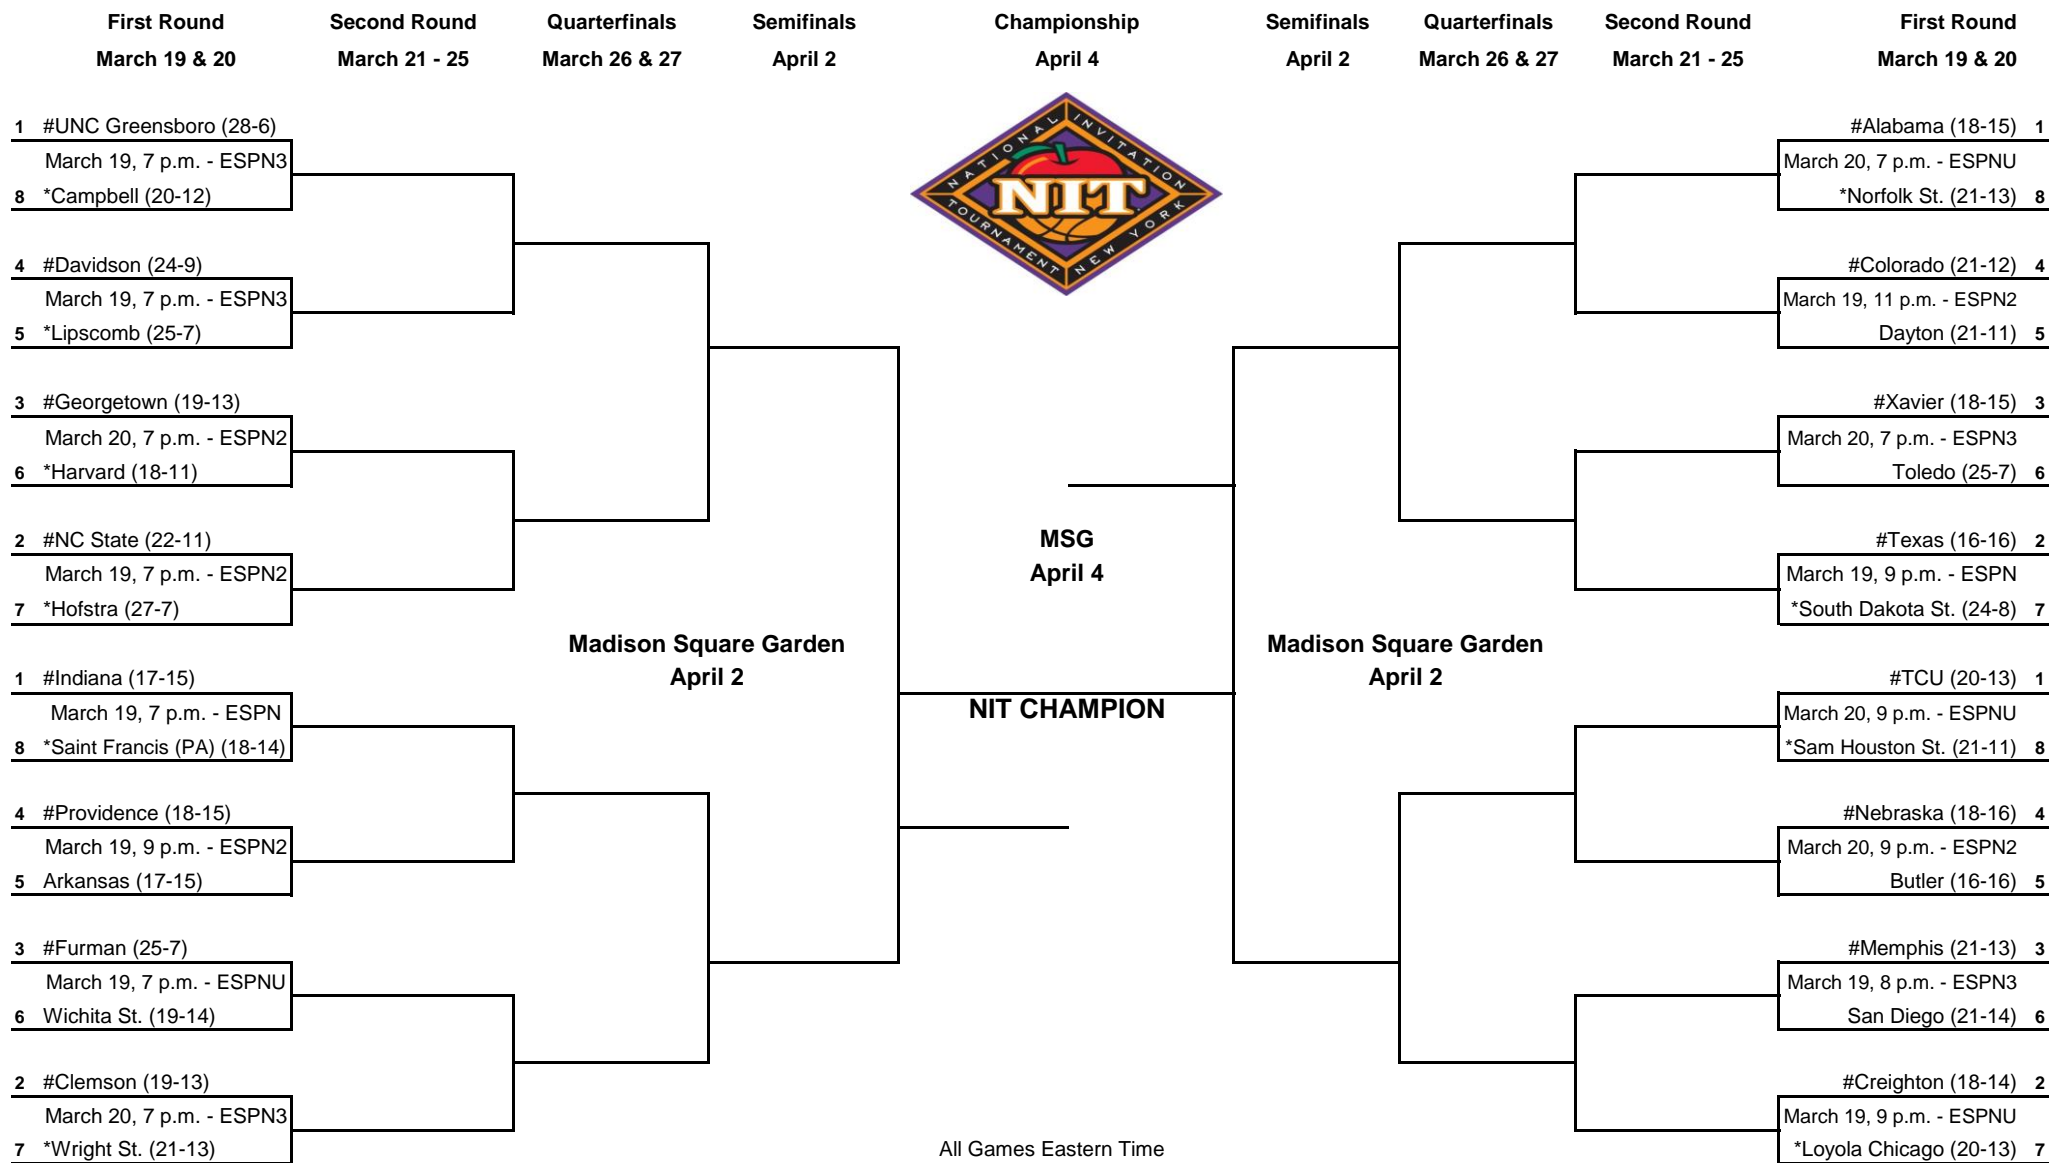 First Round Second Round Quarterfinals Semifinals Championship Semifinals Quarterfinals Second Round First Round
March 19 & 20 March 21 - 25 March 26 & 27 April 2 April 4 April 2 March 26 & 27 March 21 - 25 March 19 & 20
NATIONAL INVITATION
NIT
TOURNAMENT NEW YORK
1 #UNC Greensboro (28-6)
March 19, 7 p.m. - ESPN3
8 *Campbell (20-12)
4 #Davidson (24-9)
March 19, 7 p.m. - ESPN3
5 *Lipscomb (25-7)
3 #Georgetown (19-13)
March 20, 7 p.m. - ESPN2
6 *Harvard (18-11)
2 #NC State (22-11)
March 19, 7 p.m. - ESPN2
7 *Hofstra (27-7)
1 #Indiana (17-15)
March 19, 7 p.m. - ESPN
8 *Saint Francis (PA) (18-14)
4 #Providence (18-15)
March 19, 9 p.m. - ESPN2
5 Arkansas (17-15)
3 #Furman (25-7)
March 19, 7 p.m. - ESPNU
6 Wichita St. (19-14)
2 #Clemson (19-13)
March 20, 7 p.m. - ESPN3
7 *Wright St. (21-13)
Madison Square Garden
April 2
MSG
April 4
NIT CHAMPION
Madison Square Garden
April 2
#Alabama (18-15) 1
March 20, 7 p.m. - ESPNU
*Norfolk St. (21-13) 8
#Colorado (21-12) 4
March 19, 11 p.m. - ESPN2
Dayton (21-11) 5
#Xavier (18-15) 3
March 20, 7 p.m. - ESPN3
Toledo (25-7) 6
#Texas (16-16) 2
March 19, 9 p.m. - ESPN
*South Dakota St. (24-8) 7
#TCU (20-13) 1
March 20, 9 p.m. - ESPNU
*Sam Houston St. (21-11) 8
#Nebraska (18-16) 4
March 20, 9 p.m. - ESPN2
Butler (16-16) 5
#Memphis (21-13) 3
March 19, 8 p.m. - ESPN3
San Diego (21-14) 6
#Creighton (18-14) 2
March 19, 9 p.m. - ESPNU
*Loyola Chicago (20-13) 7
All Games Eastern Time